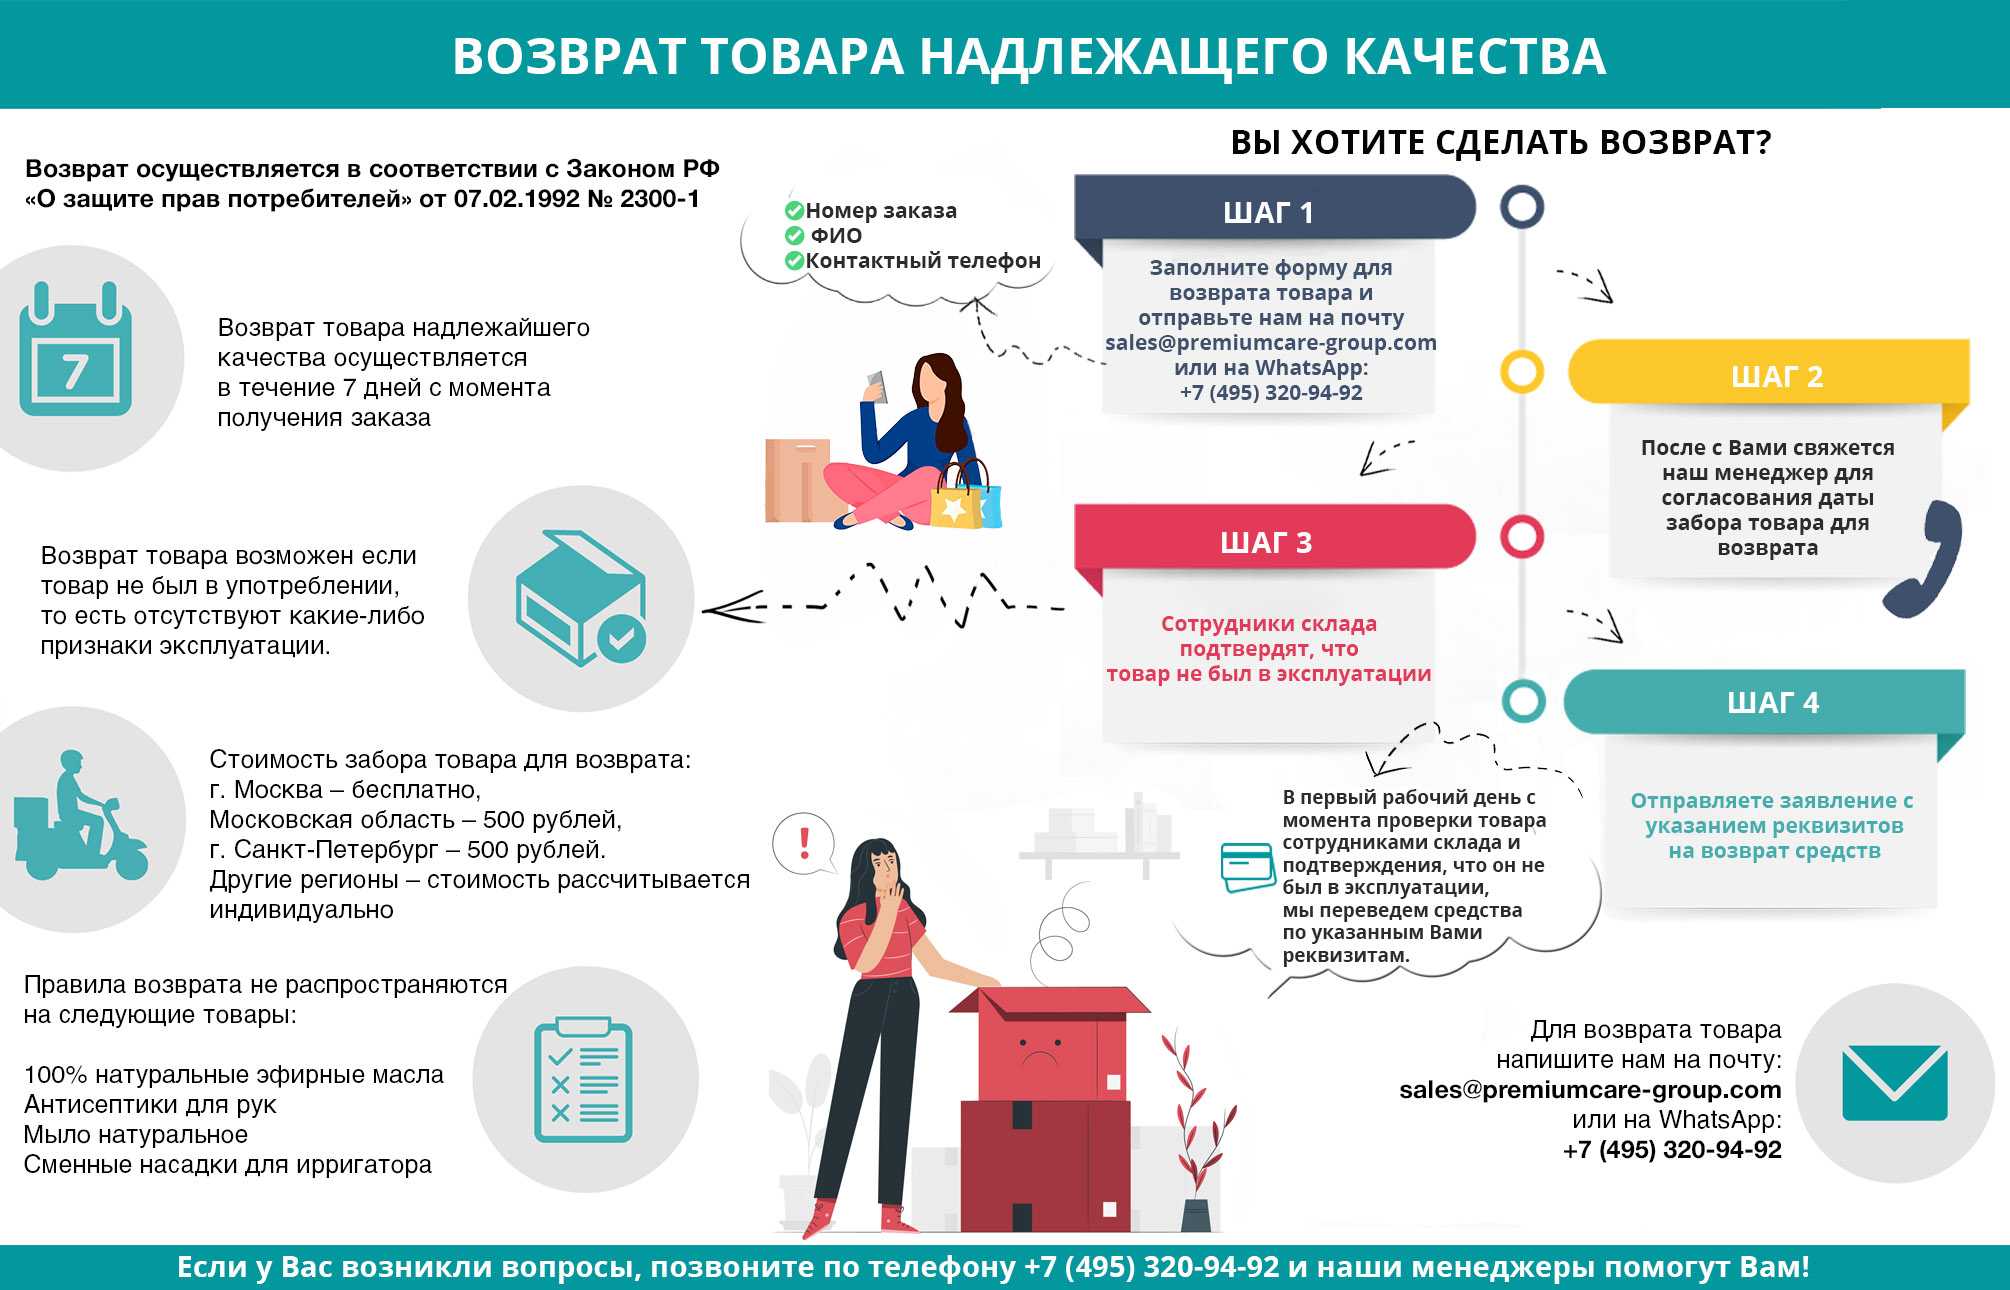 ВОЗВРАТ ТОВАРА НАДЛЕЖАЩЕГО КАЧЕСТВА
Возврат осуществляется в соответствии с Законом РФ
«О защите прав потребителей» от 07.02.1992 № 2300-1
7
Возврат товара надлежайшего
качества осуществляется
в течение 7 дней с момента
получения заказа
Возврат товара возможен если
товар не был в употреблении,
то есть отсутствуют какие-либо
признаки эксплуатации.
Стоимость забора товара для возврата:
г. Москва – бесплатно,
Московская область – 500 рублей,
г. Санкт-Петербург – 500 рублей.
Другие регионы – стоимость рассчитывается
индивидуально
Правила возврата не распространяются
на следующие товары:
100% натуральные эфирные масла
Антисептики для рук
Мыло натуральное
Сменные насадки для ирригатора
ВЫ ХОТИТЕ СДЕЛАТЬ ВОЗВРАТ?
ШАГ 1
Заполните форму для
возврата товара и
отправьте нам на почту
sales@premiumcare-group.com
или на WhatsApp:
+7 (495) 320-94-92
Номер заказа
ФИО
Контактный телефон
ШАГ 2
После с Вами свяжется
наш менеджер для
согласования даты
забора товара для
возврата
ШАГ 3
Сотрудники склада
подтвердят, что
товар не был в эксплуатации
ШАГ 4
Отправляете заявление с
указанием реквизитов
на возврат средств
В первый рабочий день с
момента проверки товара
сотрудниками склада и
подтверждения, что он не
был в эксплуатации,
мы переведем средства
по указанным Вами
реквизитам.
!
Для возврата товара
напишите нам на почту:
sales@premiumcare-group.com
или на WhatsApp:
+7 (495) 320-94-92
Если у Вас возникли вопросы, позвоните по телефону +7 (495) 320-94-92 и наши менеджеры помогут Вам!